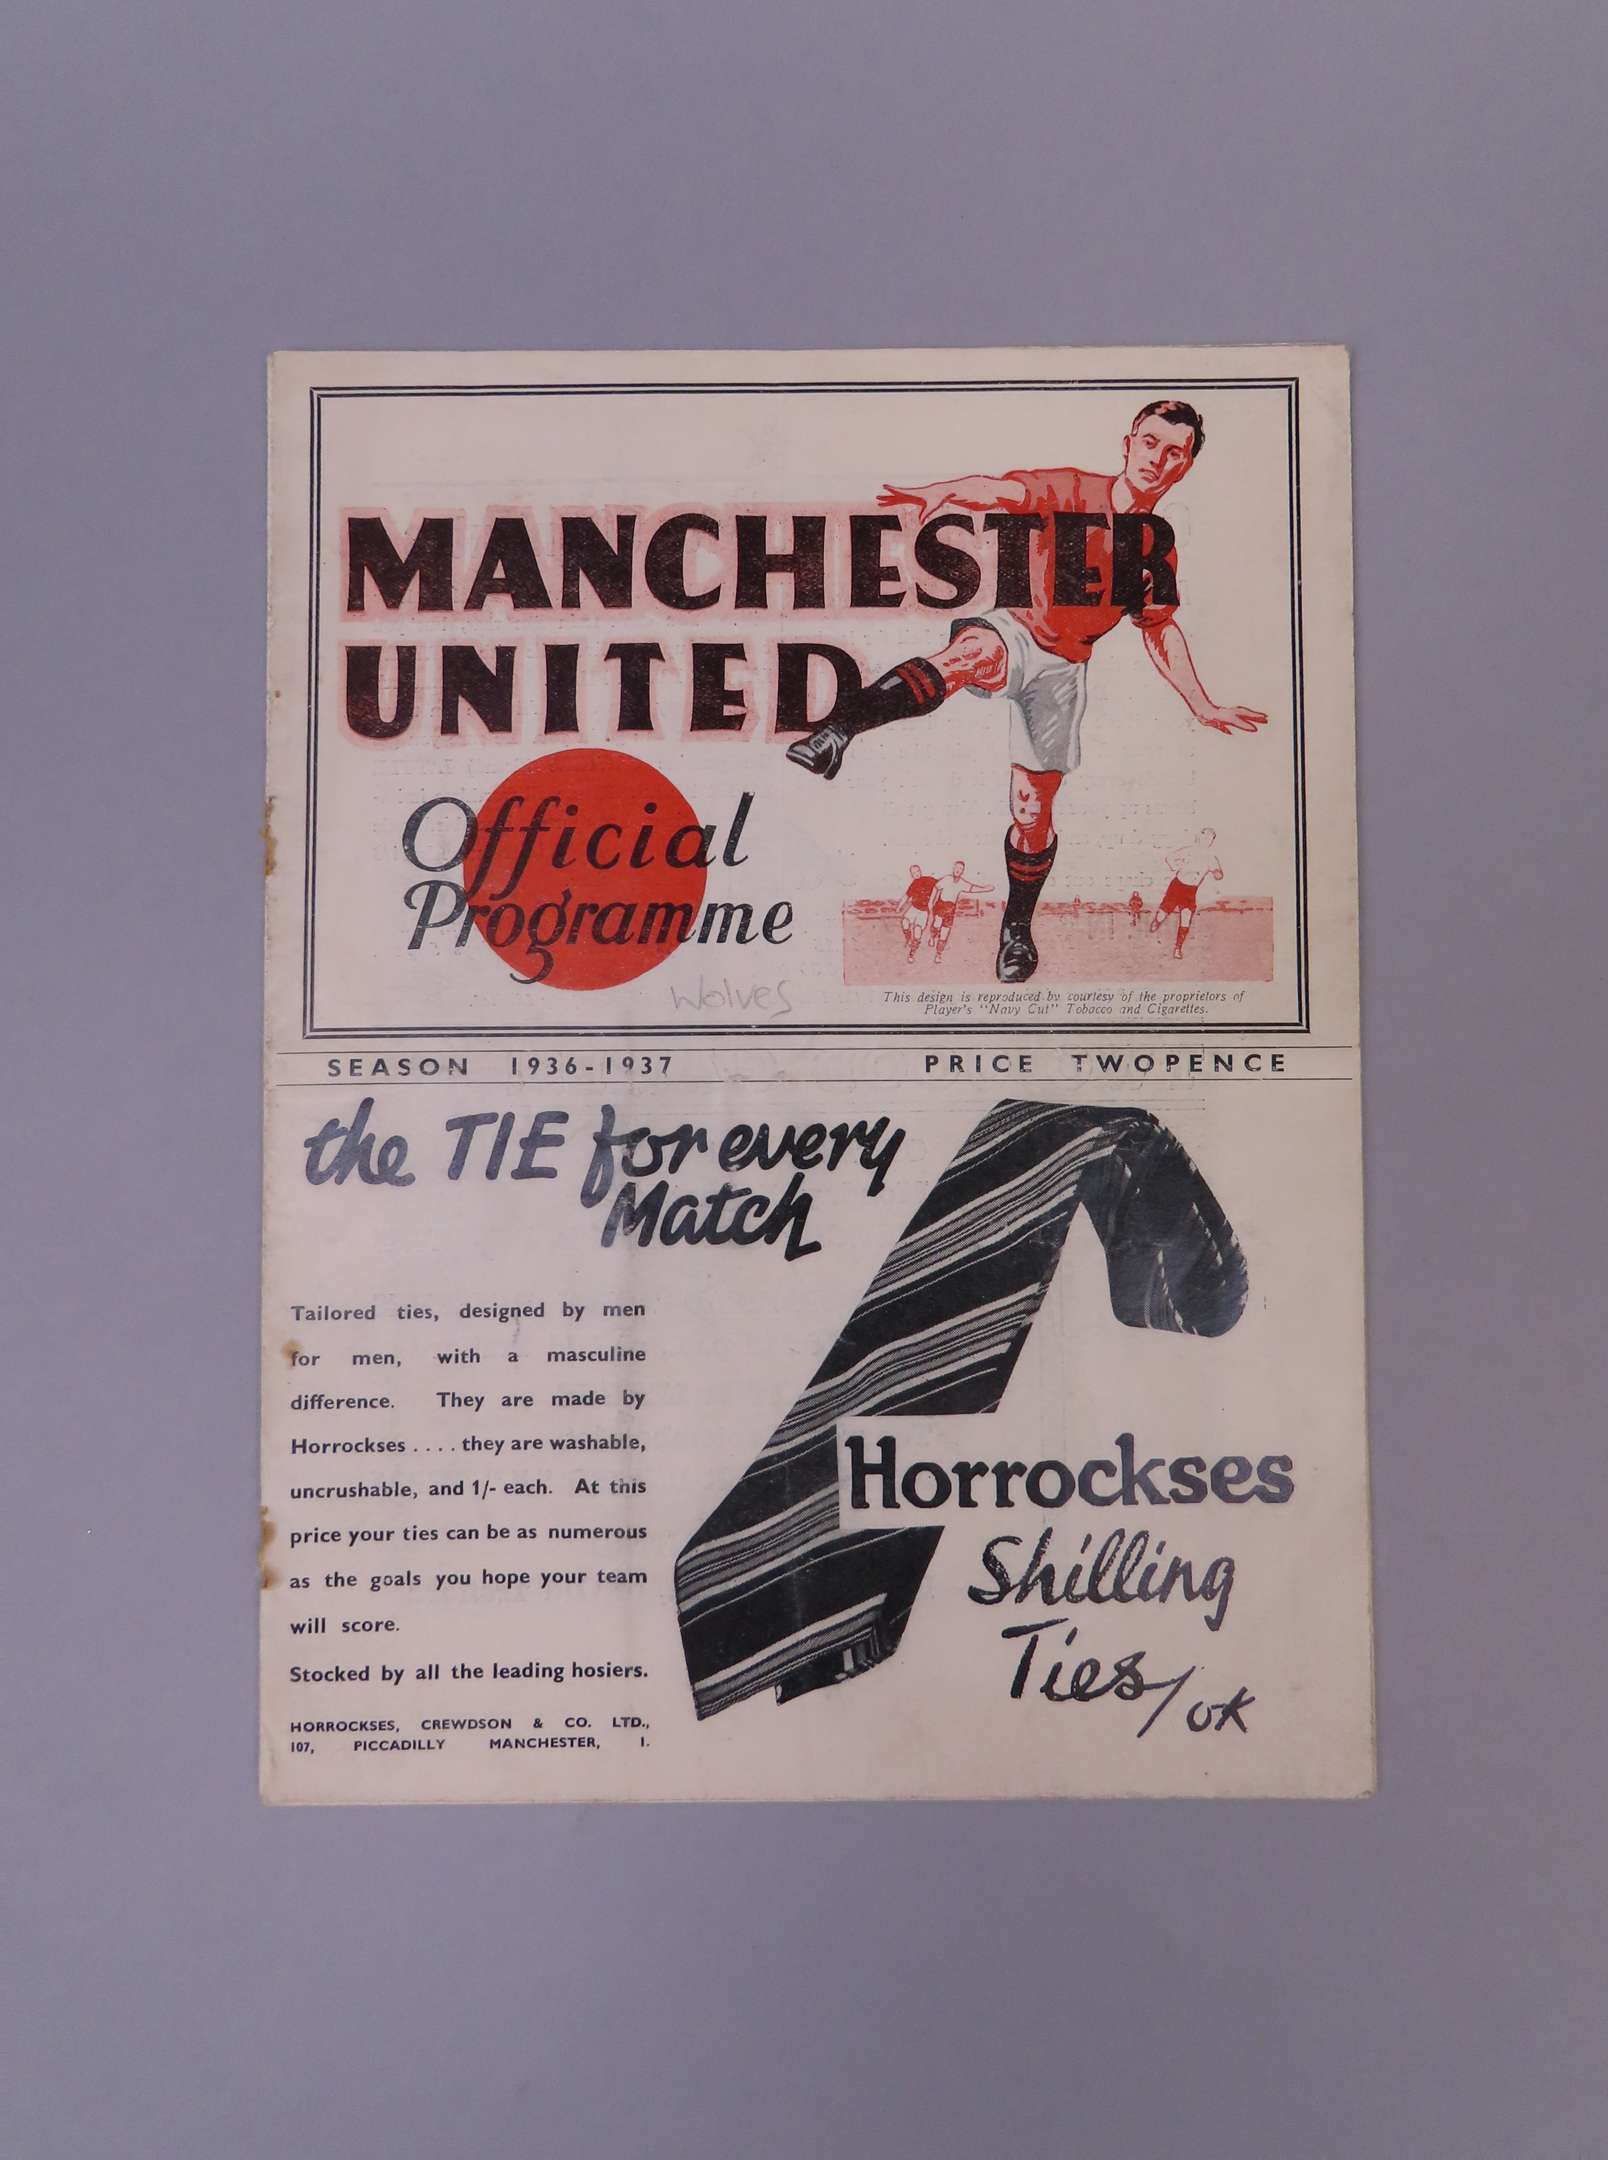 MANCHESTER
UNITED
Official
Programme
Wolves
This design is reproduced by courtesy of the proprietors of
Player's "Navy Cut" Tobacco and Cigarettes.
SEASON 1936-1937 PRICE TWOPENCE
the TIE for every
Match
Tailored ties, designed by men
for men, with a masculine
difference. They are made by
Horrockses .... they are washable,
uncrushable, and 1/- each. At this
price your ties can be as numerous
as the goals you hope your team
will score.
Stocked by all the leading hosiers.
HORROCKSES, CREWDSON & CO. LTD.,
107, PICCADILLY MANCHESTER, 1.
Horrockses
Shilling
Ties/
OK